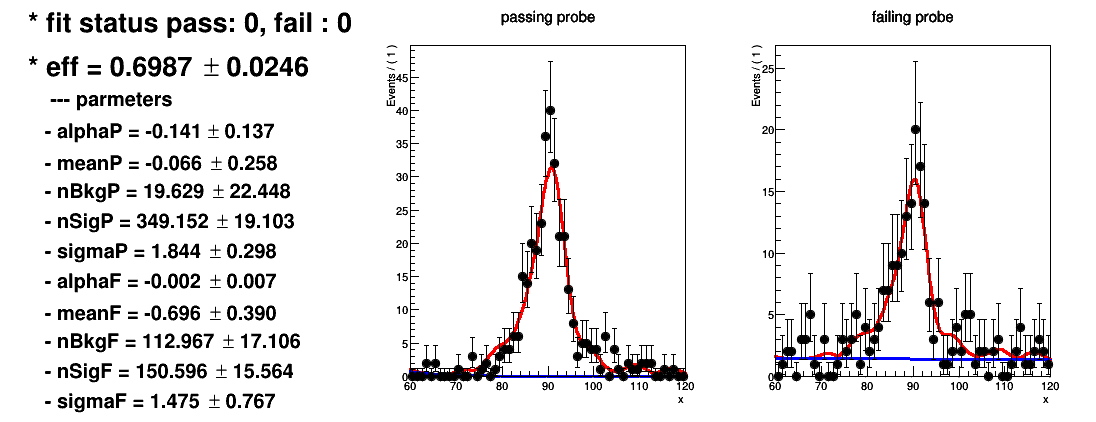 * fit status pass: 0, fail : 0
* eff = 0.6987 ± 0.0246
--- parmeters
- alphaP = -0.141 ± 0.137
- meanP = -0.066 ± 0.258
- nBkgP = 19.629 ± 22.448
- nSigP = 349.152 ± 19.103
- sigmaP = 1.844 ± 0.298
- alphaF = -0.002 ± 0.007
- meanF = -0.696 ± 0.390
- nBkgF = 112.967 ± 17.106
- nSigF = 150.596 ± 15.564
- sigmaF = 1.475 ± 0.767
passing probe
Events / ( 1 )
45
40
35
30
25
20
15
10
5
0
60 70 80 90 100 110 120
x
failing probe
Events / ( 1 )
25
20
15
10
5
0
60 70 80 90 100 110 120
x